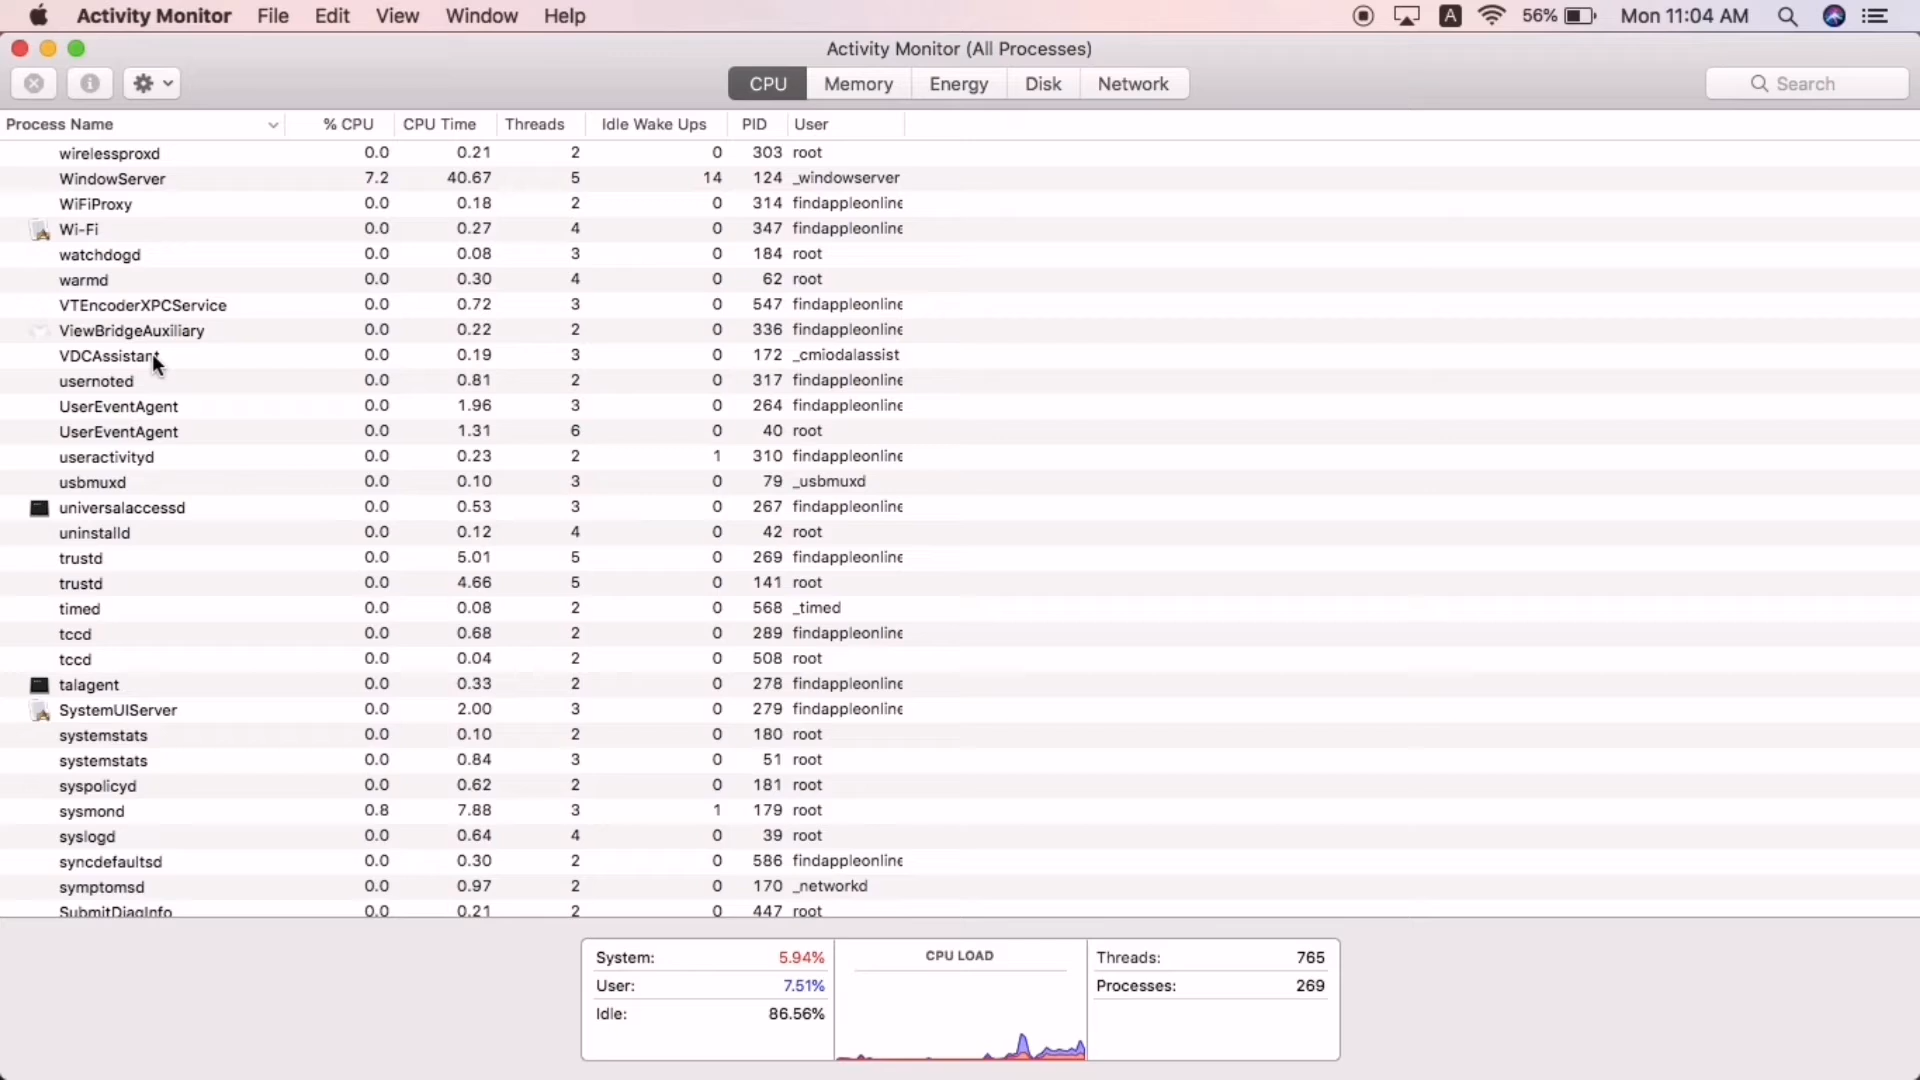 Activity Monitor File Edit View Window Help A 56% Mon 11:04 AM
Activity Monitor (All Processes)
CPU Memory Energy Disk Network Search
Process Name % CPU CPU Time Threads Idle Wake Ups PID User
wirelessproxd 0.0 0.21 2 0 303 root
WindowServer 7.2 40.67 5 14 124 _windowserver
WiFiProxy 0.0 0.18 2 0 314 findappleonline
Wi-Fi 0.0 0.27 4 0 347 findappleonline
watchdogd 0.0 0.08 3 0 184 root
warmd 0.0 0.30 4 0 62 root
VTEncoderXPCService 0.0 0.72 3 0 547 findappleonline
ViewBridgeAuxiliary 0.0 0.22 2 0 336 findappleonline
VDCAssistant 0.0 0.19 3 0 172 _cmiodalassist
usernoted 0.0 0.81 2 0 317 findappleonline
UserEventAgent 0.0 1.96 3 0 264 findappleonline
UserEventAgent 0.0 1.31 6 0 40 root
useractivityd 0.0 0.23 2 1 310 findappleonline
usbmuxd 0.0 0.10 3 0 79 _usbmuxd
universalaccessd 0.0 0.53 3 0 267 findappleonline
uninstalld 0.0 0.12 4 0 42 root
trustd 0.0 5.01 5 0 269 findappleonline
trustd 0.0 4.66 5 0 141 root
timed 0.0 0.08 2 0 568 _timed
tccd 0.0 0.68 2 0 289 findappleonline
tccd 0.0 0.04 2 0 508 root
talagent 0.0 0.33 2 0 278 findappleonline
SystemUIServer 0.0 2.00 3 0 279 findappleonline
systemstats 0.0 0.10 2 0 180 root
systemstats 0.0 0.84 3 0 51 root
syspolicyd 0.0 0.62 2 0 181 root
sysmond 0.8 7.88 3 1 179 root
syslogd 0.0 0.64 4 0 39 root
syncdefaultsd 0.0 0.30 2 0 586 findappleonline
symptomsd 0.0 0.97 2 0 170 _networkd
SubmitDiagInfo 0.0 0.21 2 0 447 root
System: 5.94% CPU LOAD Threads: 765
User: 7.51% Processes: 269
Idle: 86.56%